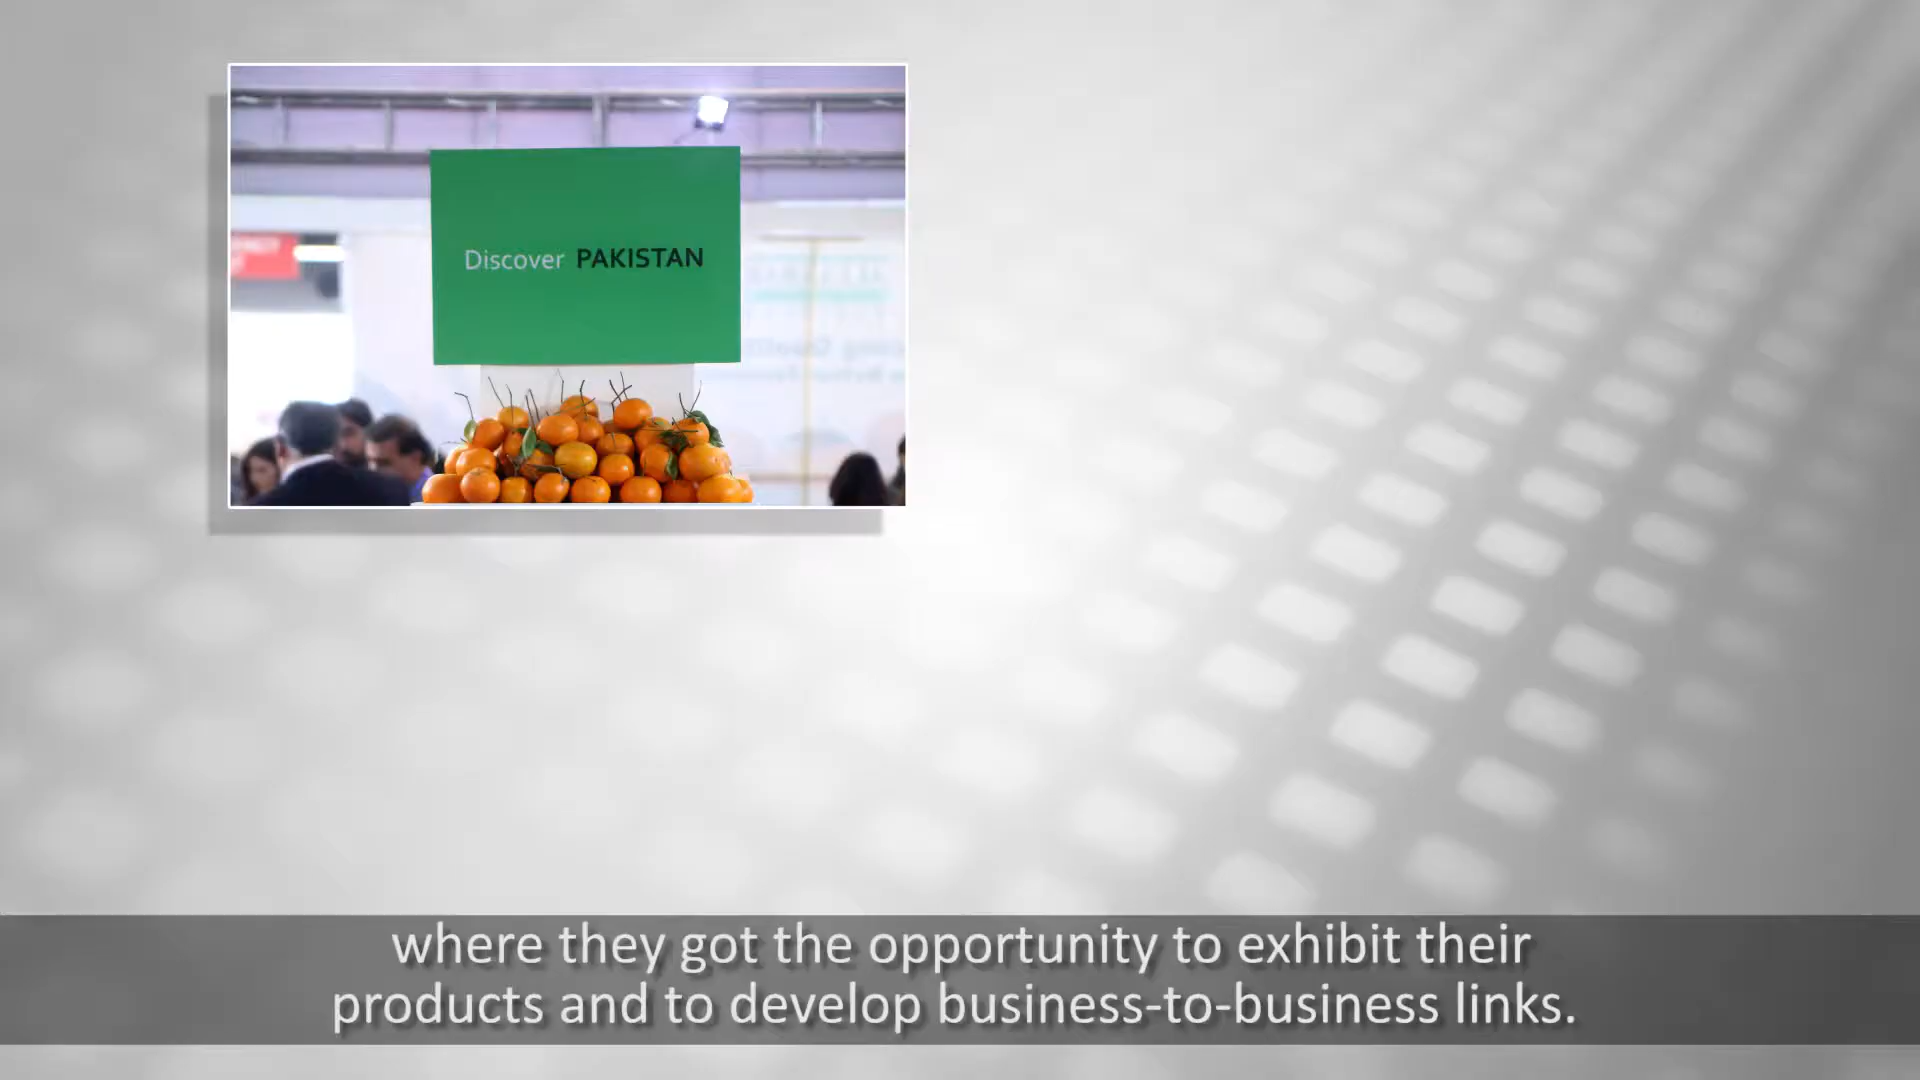 Discover PAKISTAN
where they got the opportunity to exhibit their
products and to develop business-to-business links.